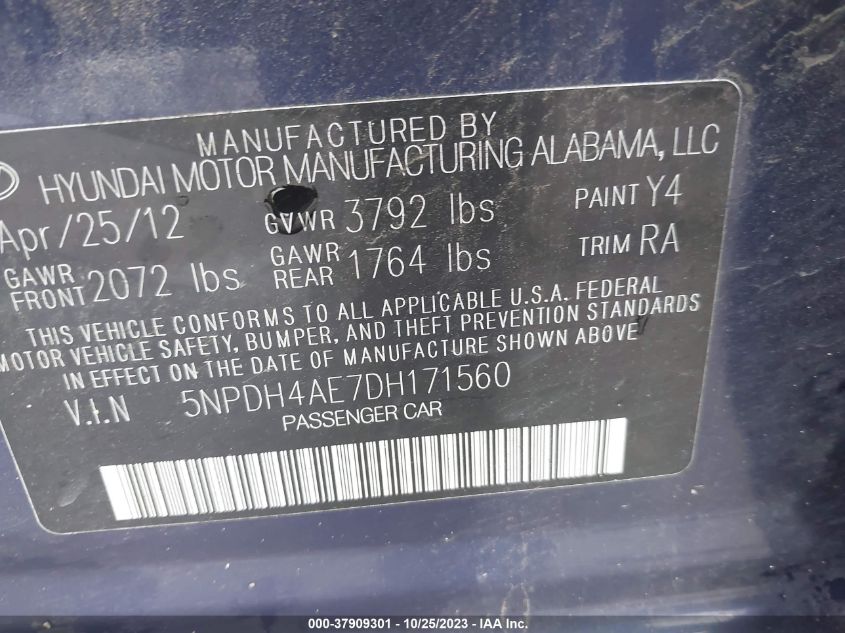 MANUFACTURED BY
HYUNDAI MOTOR MANUFACTURING ALABAMA, LLC
Apr/25/12 GVWR 3792 lbs PAINT Y4
GAWR FRONT 2072 lbs GAWR REAR 1764 lbs TRIM RA
THIS VEHICLE CONFORMS TO ALL APPLICABLE U.S.A. FEDERAL
MOTOR VEHICLE SAFETY, BUMPER, AND THEFT PREVENTION STANDARDS
IN EFFECT ON THE DATE OF MANUFACTURE SHOWN ABOVE
V.I.N 5NPDH4AE7DH171560
PASSENGER CAR
000-37909301 - 10/25/2023 - IAA Inc.